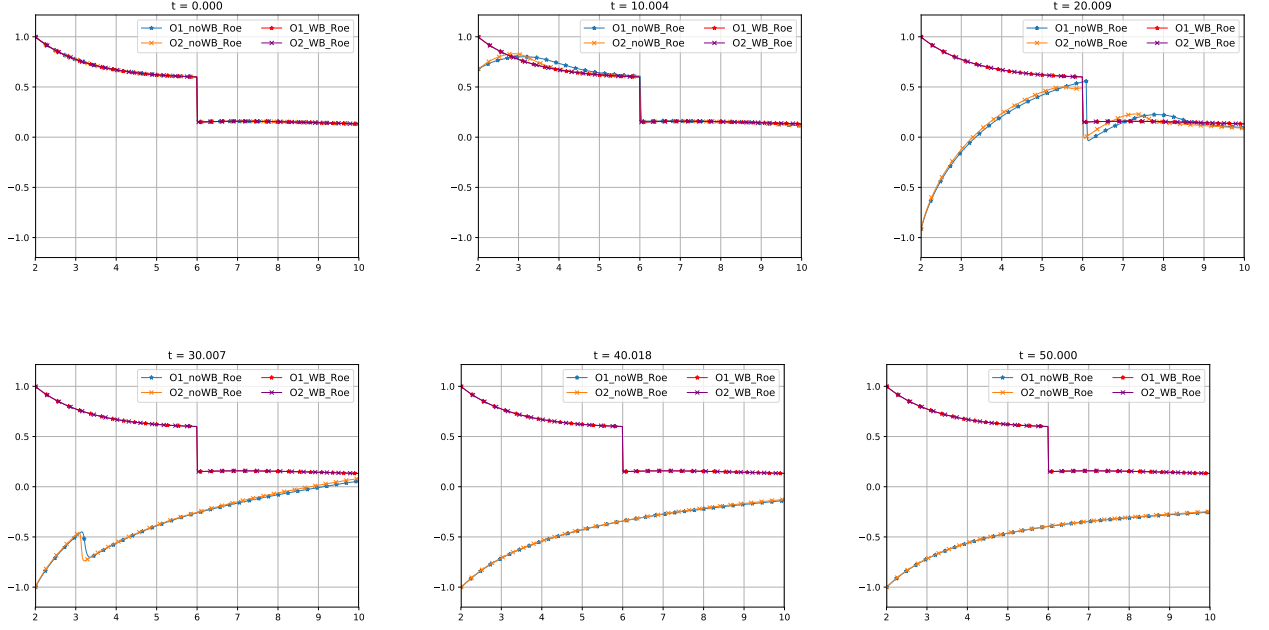 t = 0.000
O1_noWB_Roe O1_WB_Roe
O2_noWB_Roe O2_WB_Roe
1.0
0.5
0.0
−0.5
−1.0
2 3 4 5 6 7 8 9 10
t = 10.004
O1_noWB_Roe O1_WB_Roe
O2_noWB_Roe O2_WB_Roe
1.0
0.5
0.0
−0.5
−1.0
2 3 4 5 6 7 8 9 10
t = 20.009
O1_noWB_Roe O1_WB_Roe
O2_noWB_Roe O2_WB_Roe
1.0
0.5
0.0
−0.5
−1.0
2 3 4 5 6 7 8 9 10
t = 30.007
O1_noWB_Roe O1_WB_Roe
O2_noWB_Roe O2_WB_Roe
1.0
0.5
0.0
−0.5
−1.0
2 3 4 5 6 7 8 9 10
t = 40.018
O1_noWB_Roe O1_WB_Roe
O2_noWB_Roe O2_WB_Roe
1.0
0.5
0.0
−0.5
−1.0
2 3 4 5 6 7 8 9 10
t = 50.000
O1_noWB_Roe O1_WB_Roe
O2_noWB_Roe O2_WB_Roe
1.0
0.5
0.0
−0.5
−1.0
2 3 4 5 6 7 8 9 10